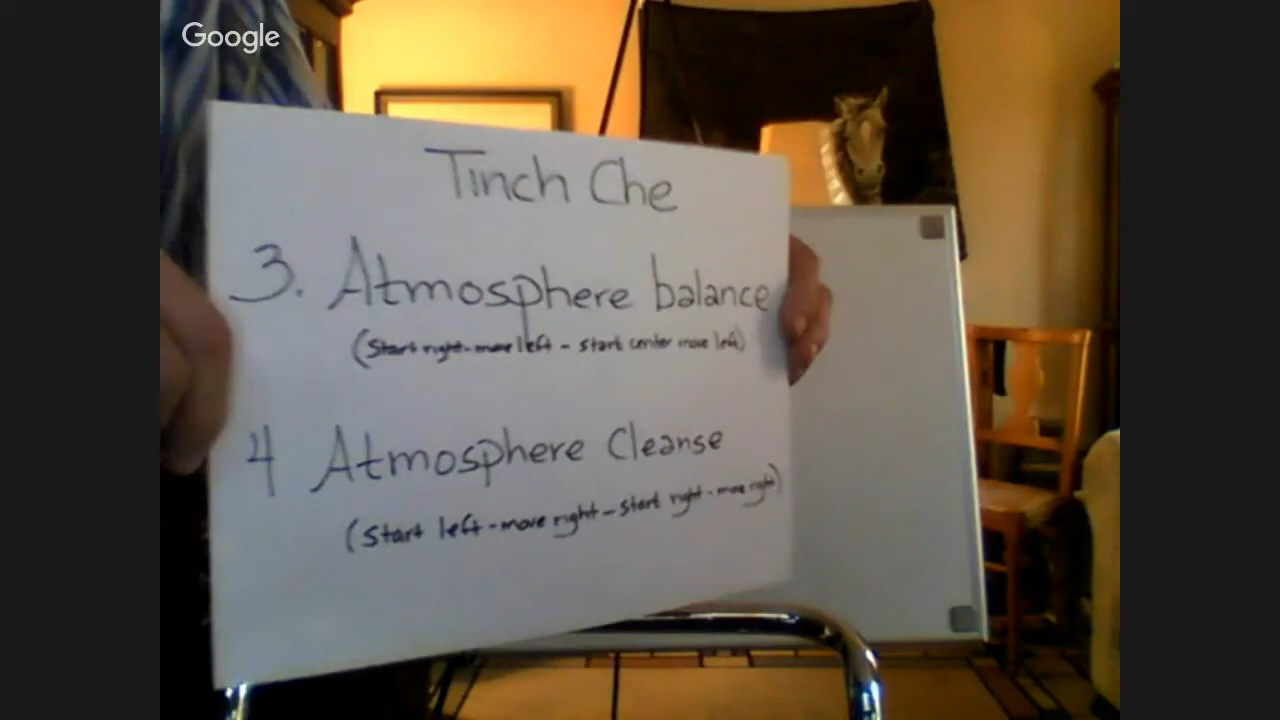 Google
Tinch Che
3. Atmosphere balance
(Start right-move left - start center move left)
4 Atmosphere Cleanse
(Start left-move right-start right-move right)